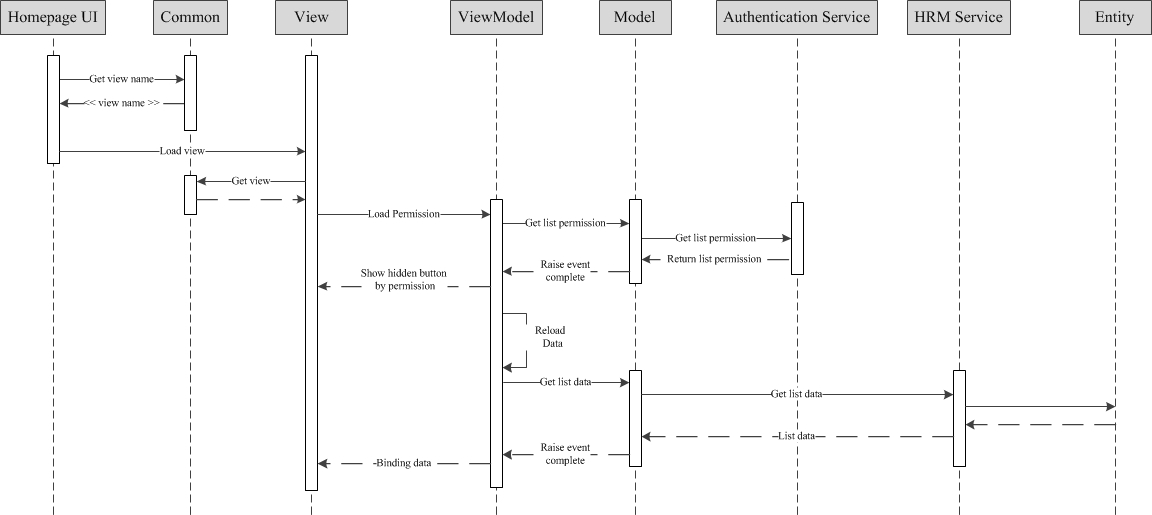 Homepage UI
Common
View
ViewModel
Model
Authentication Service
HRM Service
Entity
Get view name
<< view name >>
Load view
Get view
Load Permission
Get list permission
Get list permission
Return list permission
Raise event
complete
Show hidden button
by permission
Reload
Data
Get list data
Get list data
List data
Raise event
complete
Binding data